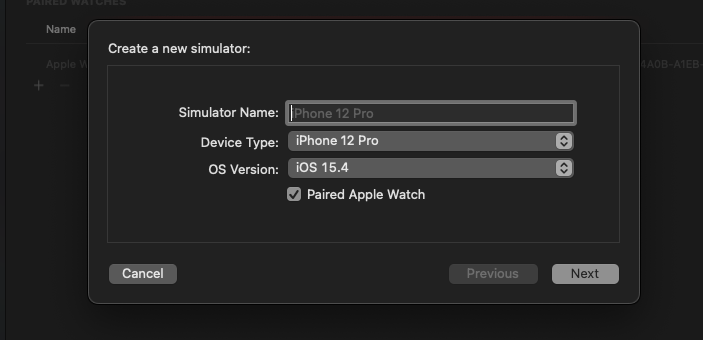 PAIRED WATCHES
Name
Create a new simulator:
Apple W
4A0B-A1EB-
+ −
Simulator Name: iPhone 12 Pro
Device Type: iPhone 12 Pro
OS Version: iOS 15.4
Paired Apple Watch
Cancel Previous Next